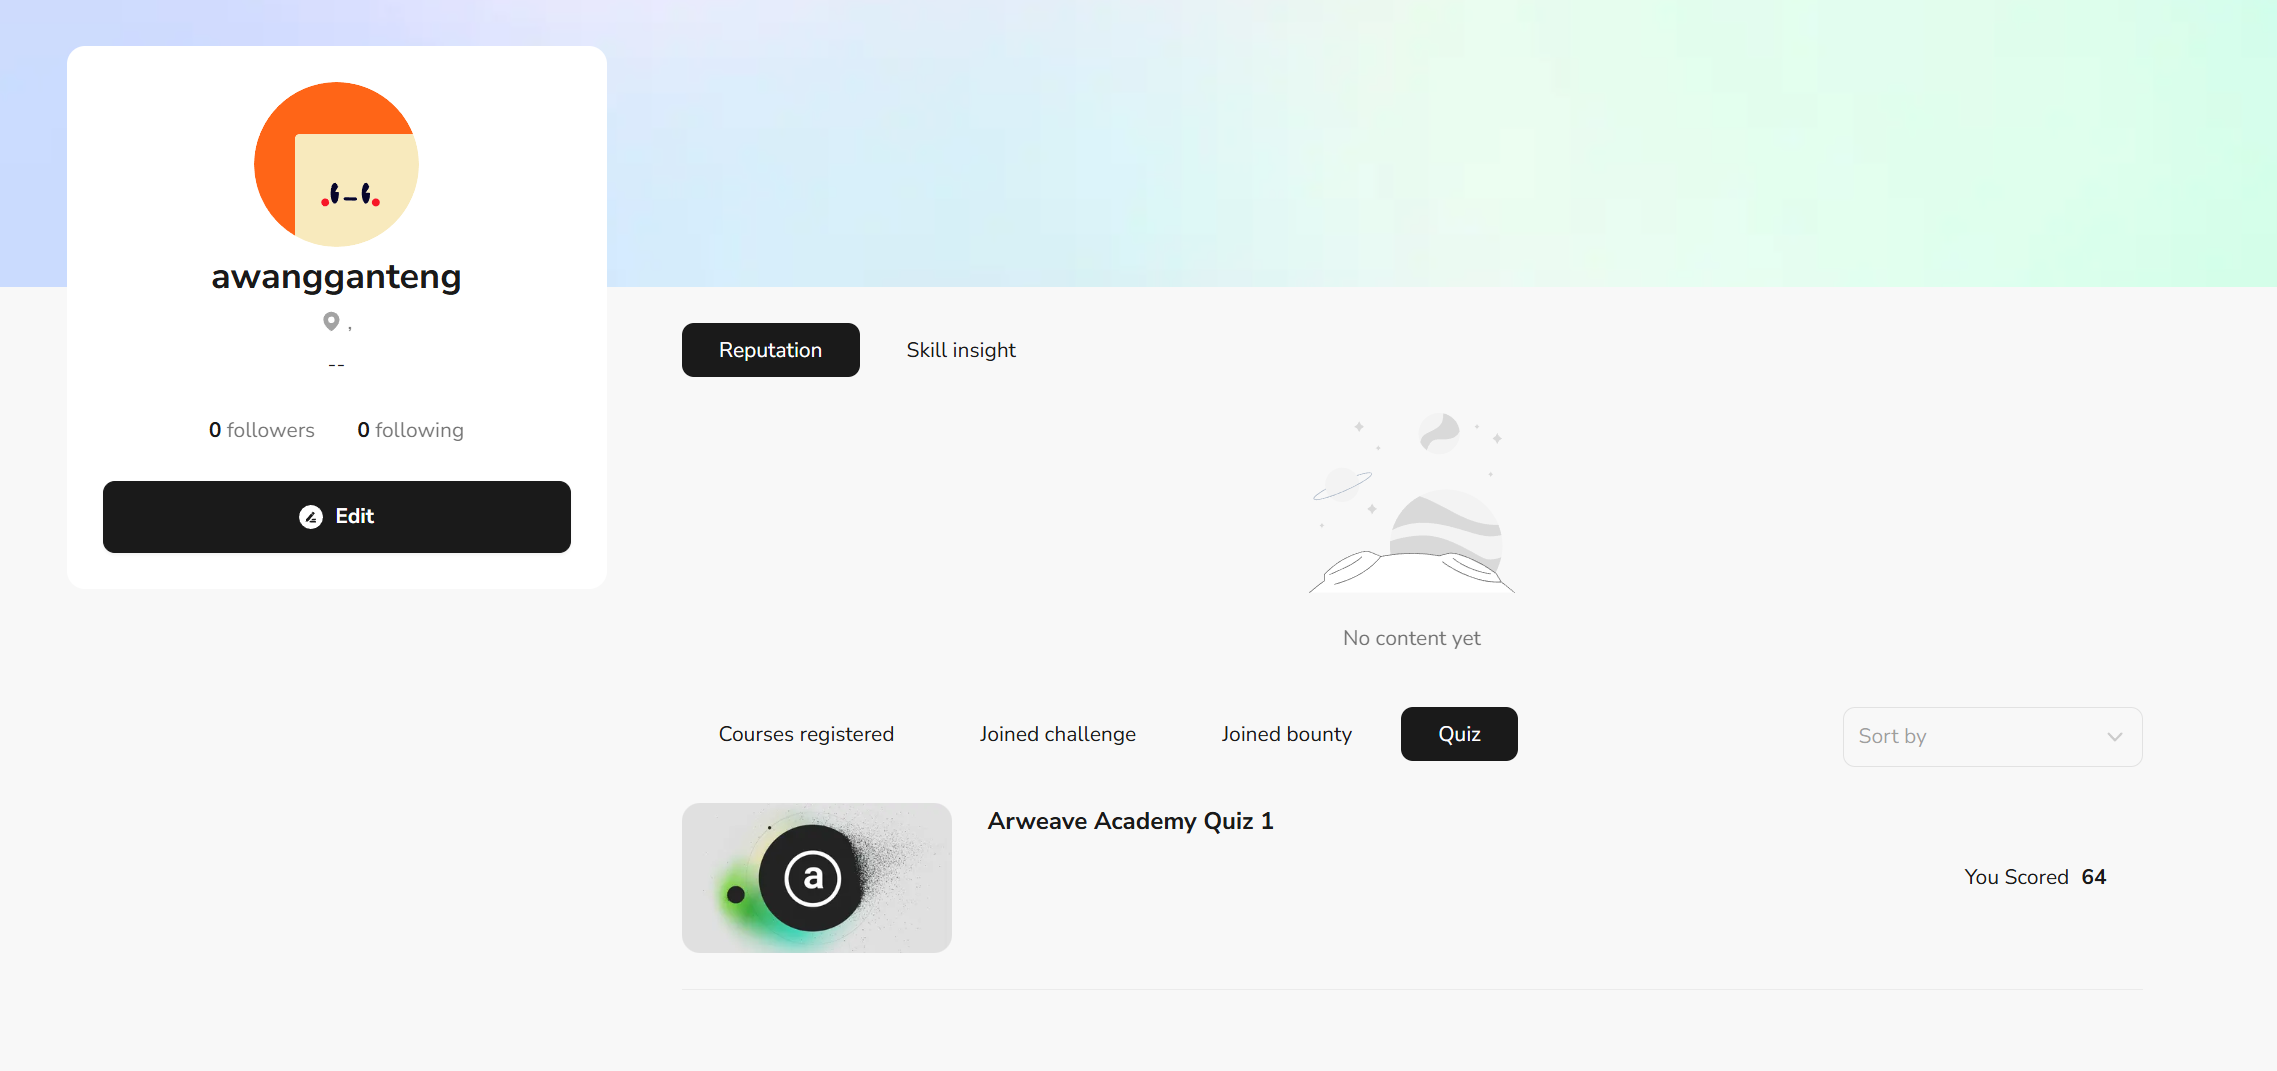 awangganteng
,
--
0 followers 0 following
Edit
Reputation Skill insight
No content yet
Courses registered Joined challenge Joined bounty Quiz Sort by
a
Arweave Academy Quiz 1
You Scored 64